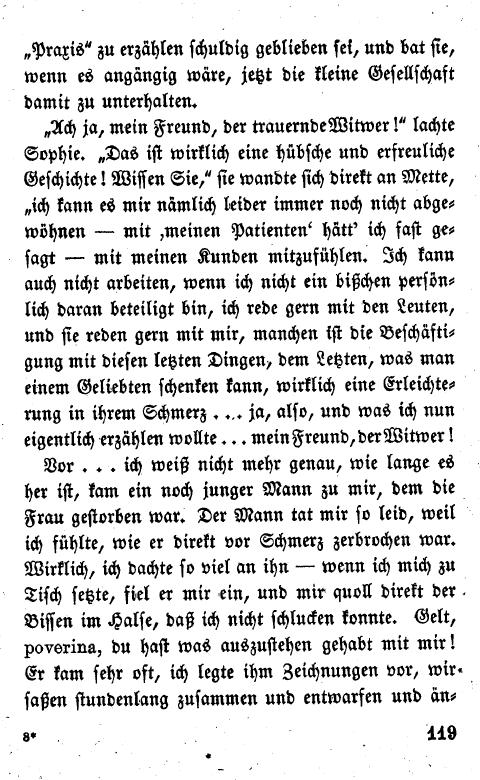 „Praxis“ zu erzählen schuldig geblieben sei, und bat sie,
wenn es angängig wäre, jetzt die kleine Gesellschaft
damit zu unterhalten.
„Ach ja, mein Freund, der trauernde Witwer!“ lachte
Sophie. „Das ist wirklich eine hübsche und erfreuliche
Geschichte! Wissen Sie,“ sie wandte sich direkt an Mette,
„ich kann es mir nämlich leider immer noch nicht abge-
wöhnen — mit ‚meinen Patienten‘ hätt’ ich fast ge-
sagt — mit meinen Kunden mitzufühlen. Ich kann
auch nicht arbeiten, wenn ich nicht ein bißchen persön-
lich daran beteiligt bin, ich rede gern mit den Leuten,
und sie reden gern mit mir, manchen ist die Beschäfti-
gung mit diesen letzten Dingen, dem Letzten, was man
einem Geliebten schenken kann, wirklich eine Erleichte-
rung in ihrem Schmerz ... ja, also, und was ich nun
eigentlich erzählen wollte ... mein Freund, der Witwer!
Vor ... ich weiß nicht mehr genau, wie lange es
her ist, kam ein noch junger Mann zu mir, dem die
Frau gestorben war. Der Mann tat mir so leid, weil
ich fühlte, wie er direkt vor Schmerz zerbrochen war.
Wirklich, ich dachte so viel an ihn — wenn ich mich zu
Tisch setzte, fiel er mir ein, und mir quoll direkt der
Bissen im Halse, daß ich nicht schlucken konnte. Gelt,
poverina, du hast was auszustehen gehabt mit mir!
Er kam sehr oft, ich legte ihm Zeichnungen vor, wir
saßen stundenlang zusammen und entwarfen und än-
8* 119